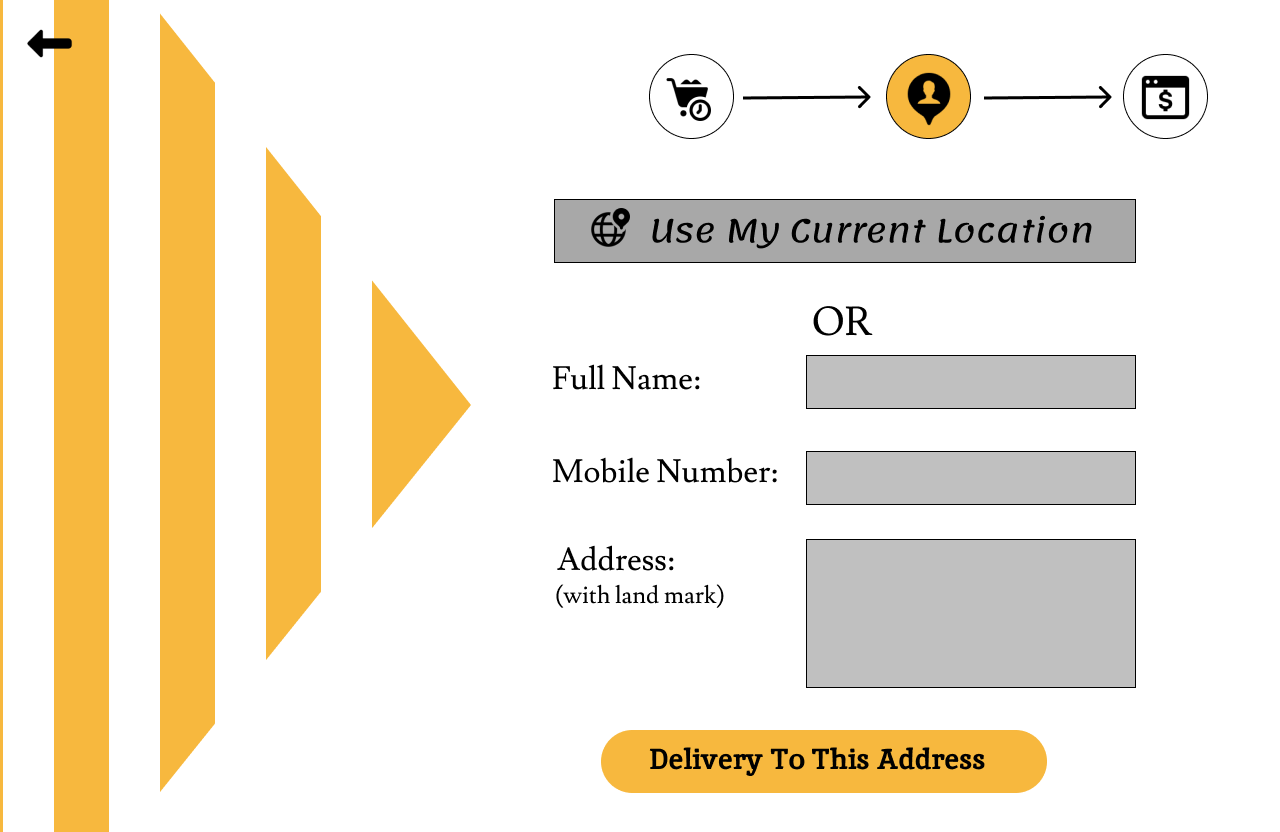 Use My Current Location
OR
Full Name:
Mobile Number:
Address:
(with land mark)
Delivery To This Address